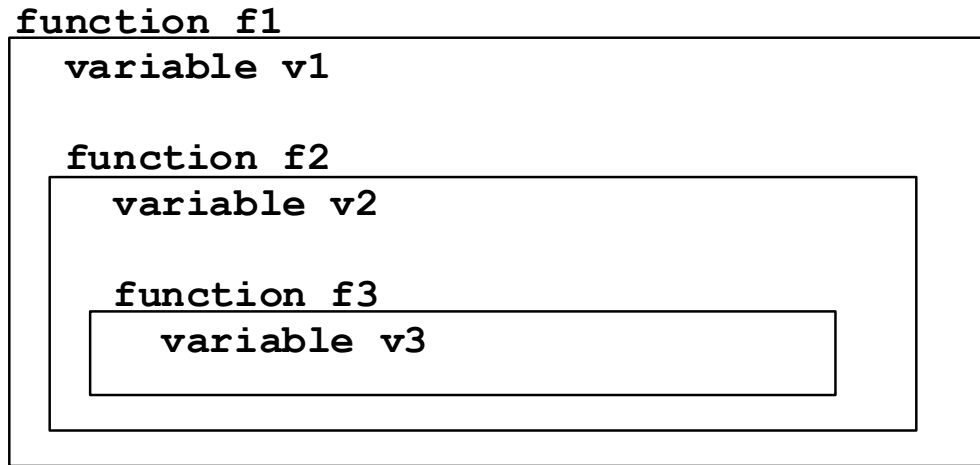 function f1
variable v1
function f2
variable v2
function f3
variable v3